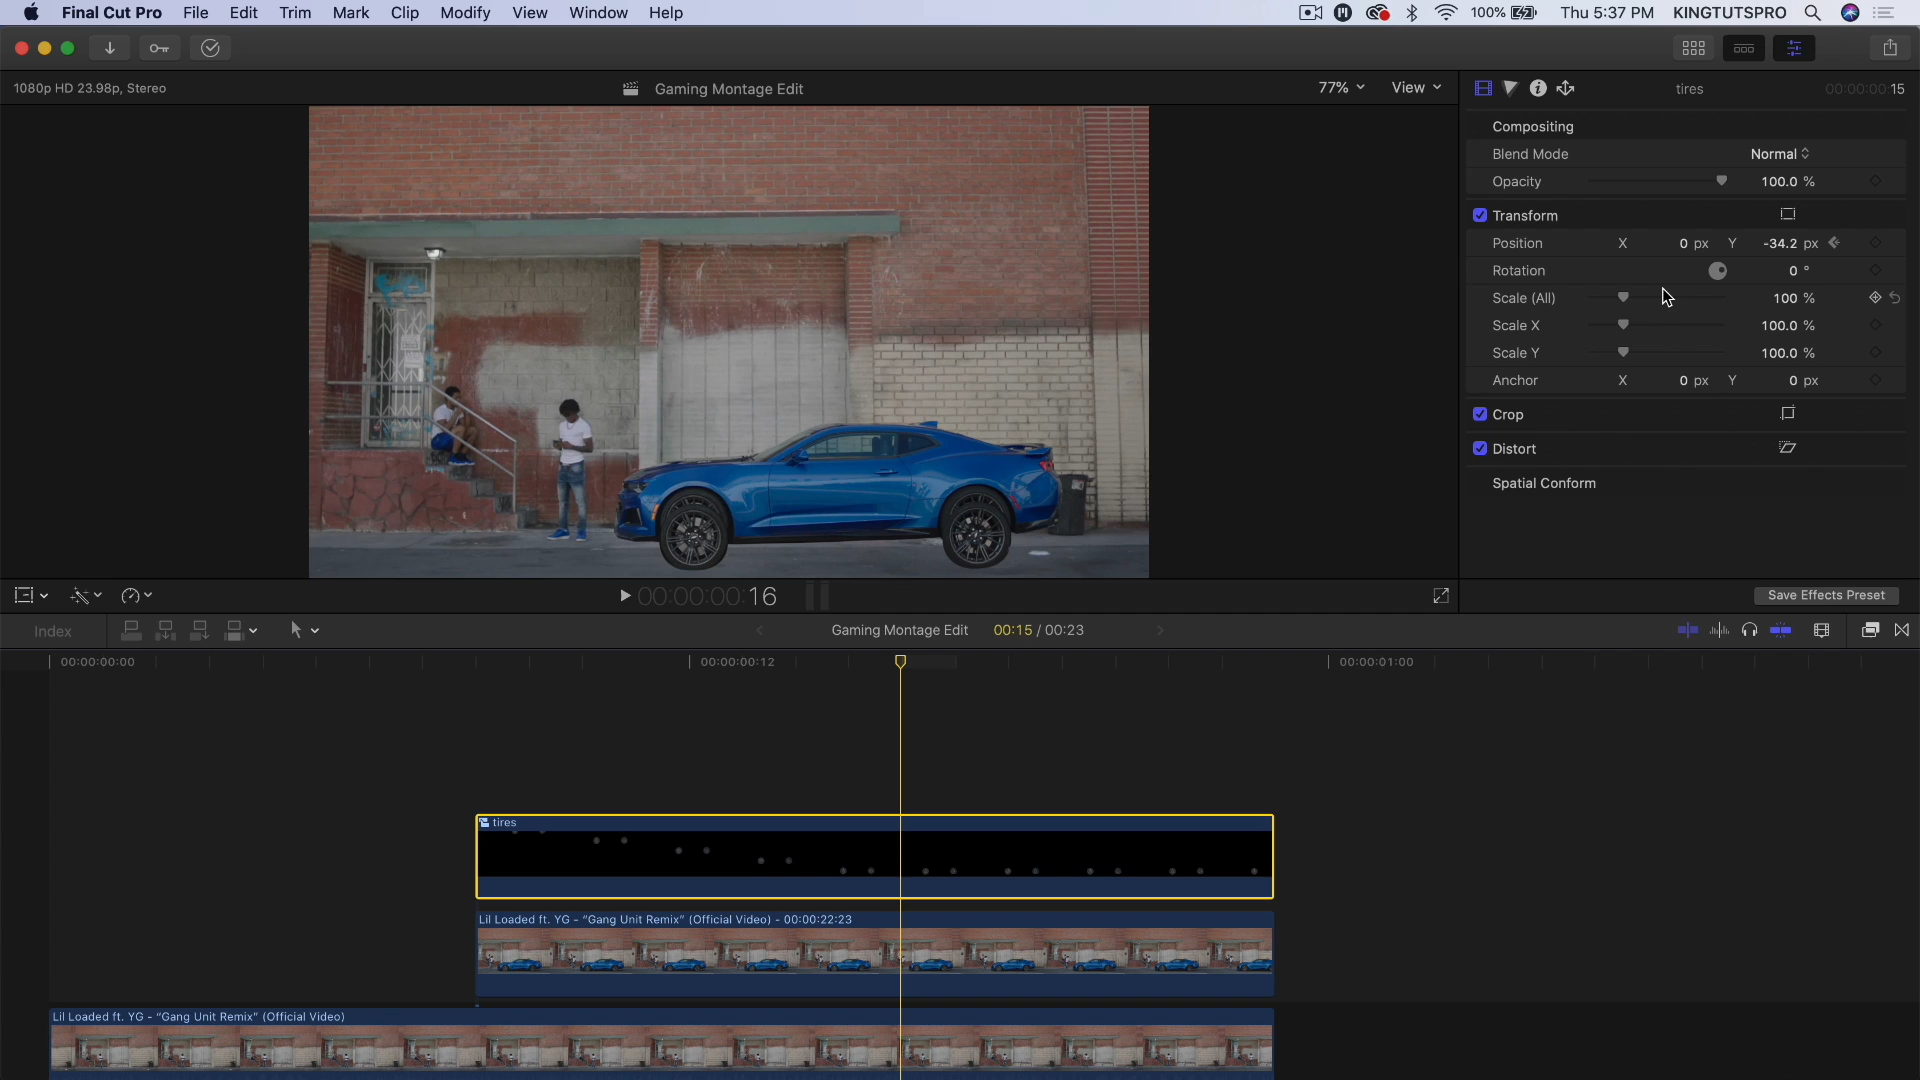 Final Cut Pro File Edit Trim Mark Clip Modify View Window Help 100% Thu 5:37 PM KINGTUTSPRO
1080p HD 23.98p, Stereo Gaming Montage Edit 77% View tires 00:00:00:15
Compositing
Blend Mode Normal
Opacity 100.0 %
Transform
Position X 0 px Y -34.2 px
Rotation 0 °
Scale (All) 100 %
Scale X 100.0 %
Scale Y 100.0 %
Anchor X 0 px Y 0 px
Crop
Distort
Spatial Conform
00:00:00:16 Save Effects Preset
Index Gaming Montage Edit 00:15 / 00:23
00:00:00:00 00:00:00:12 00:00:01:00
tires
Lil Loaded ft. YG - “Gang Unit Remix” (Official Video) - 00:00:22:23
Lil Loaded ft. YG - “Gang Unit Remix” (Official Video)